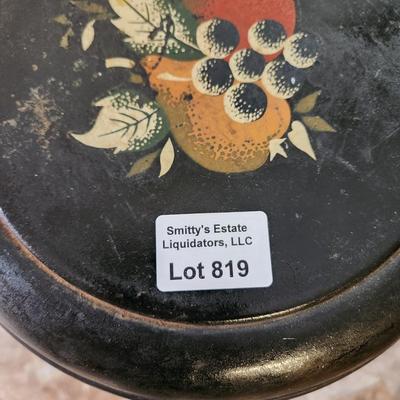 Smitty's Estate
Liquidators, LLC
Lot 819